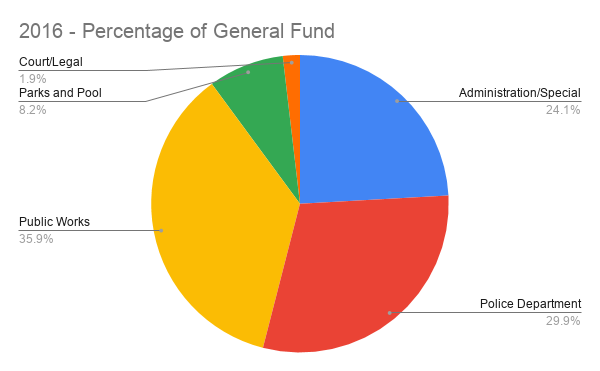 2016 - Percentage of General Fund
Court/Legal
1.9%
Parks and Pool
8.2%
Administration/Special
24.1%
Public Works
35.9%
Police Department
29.9%